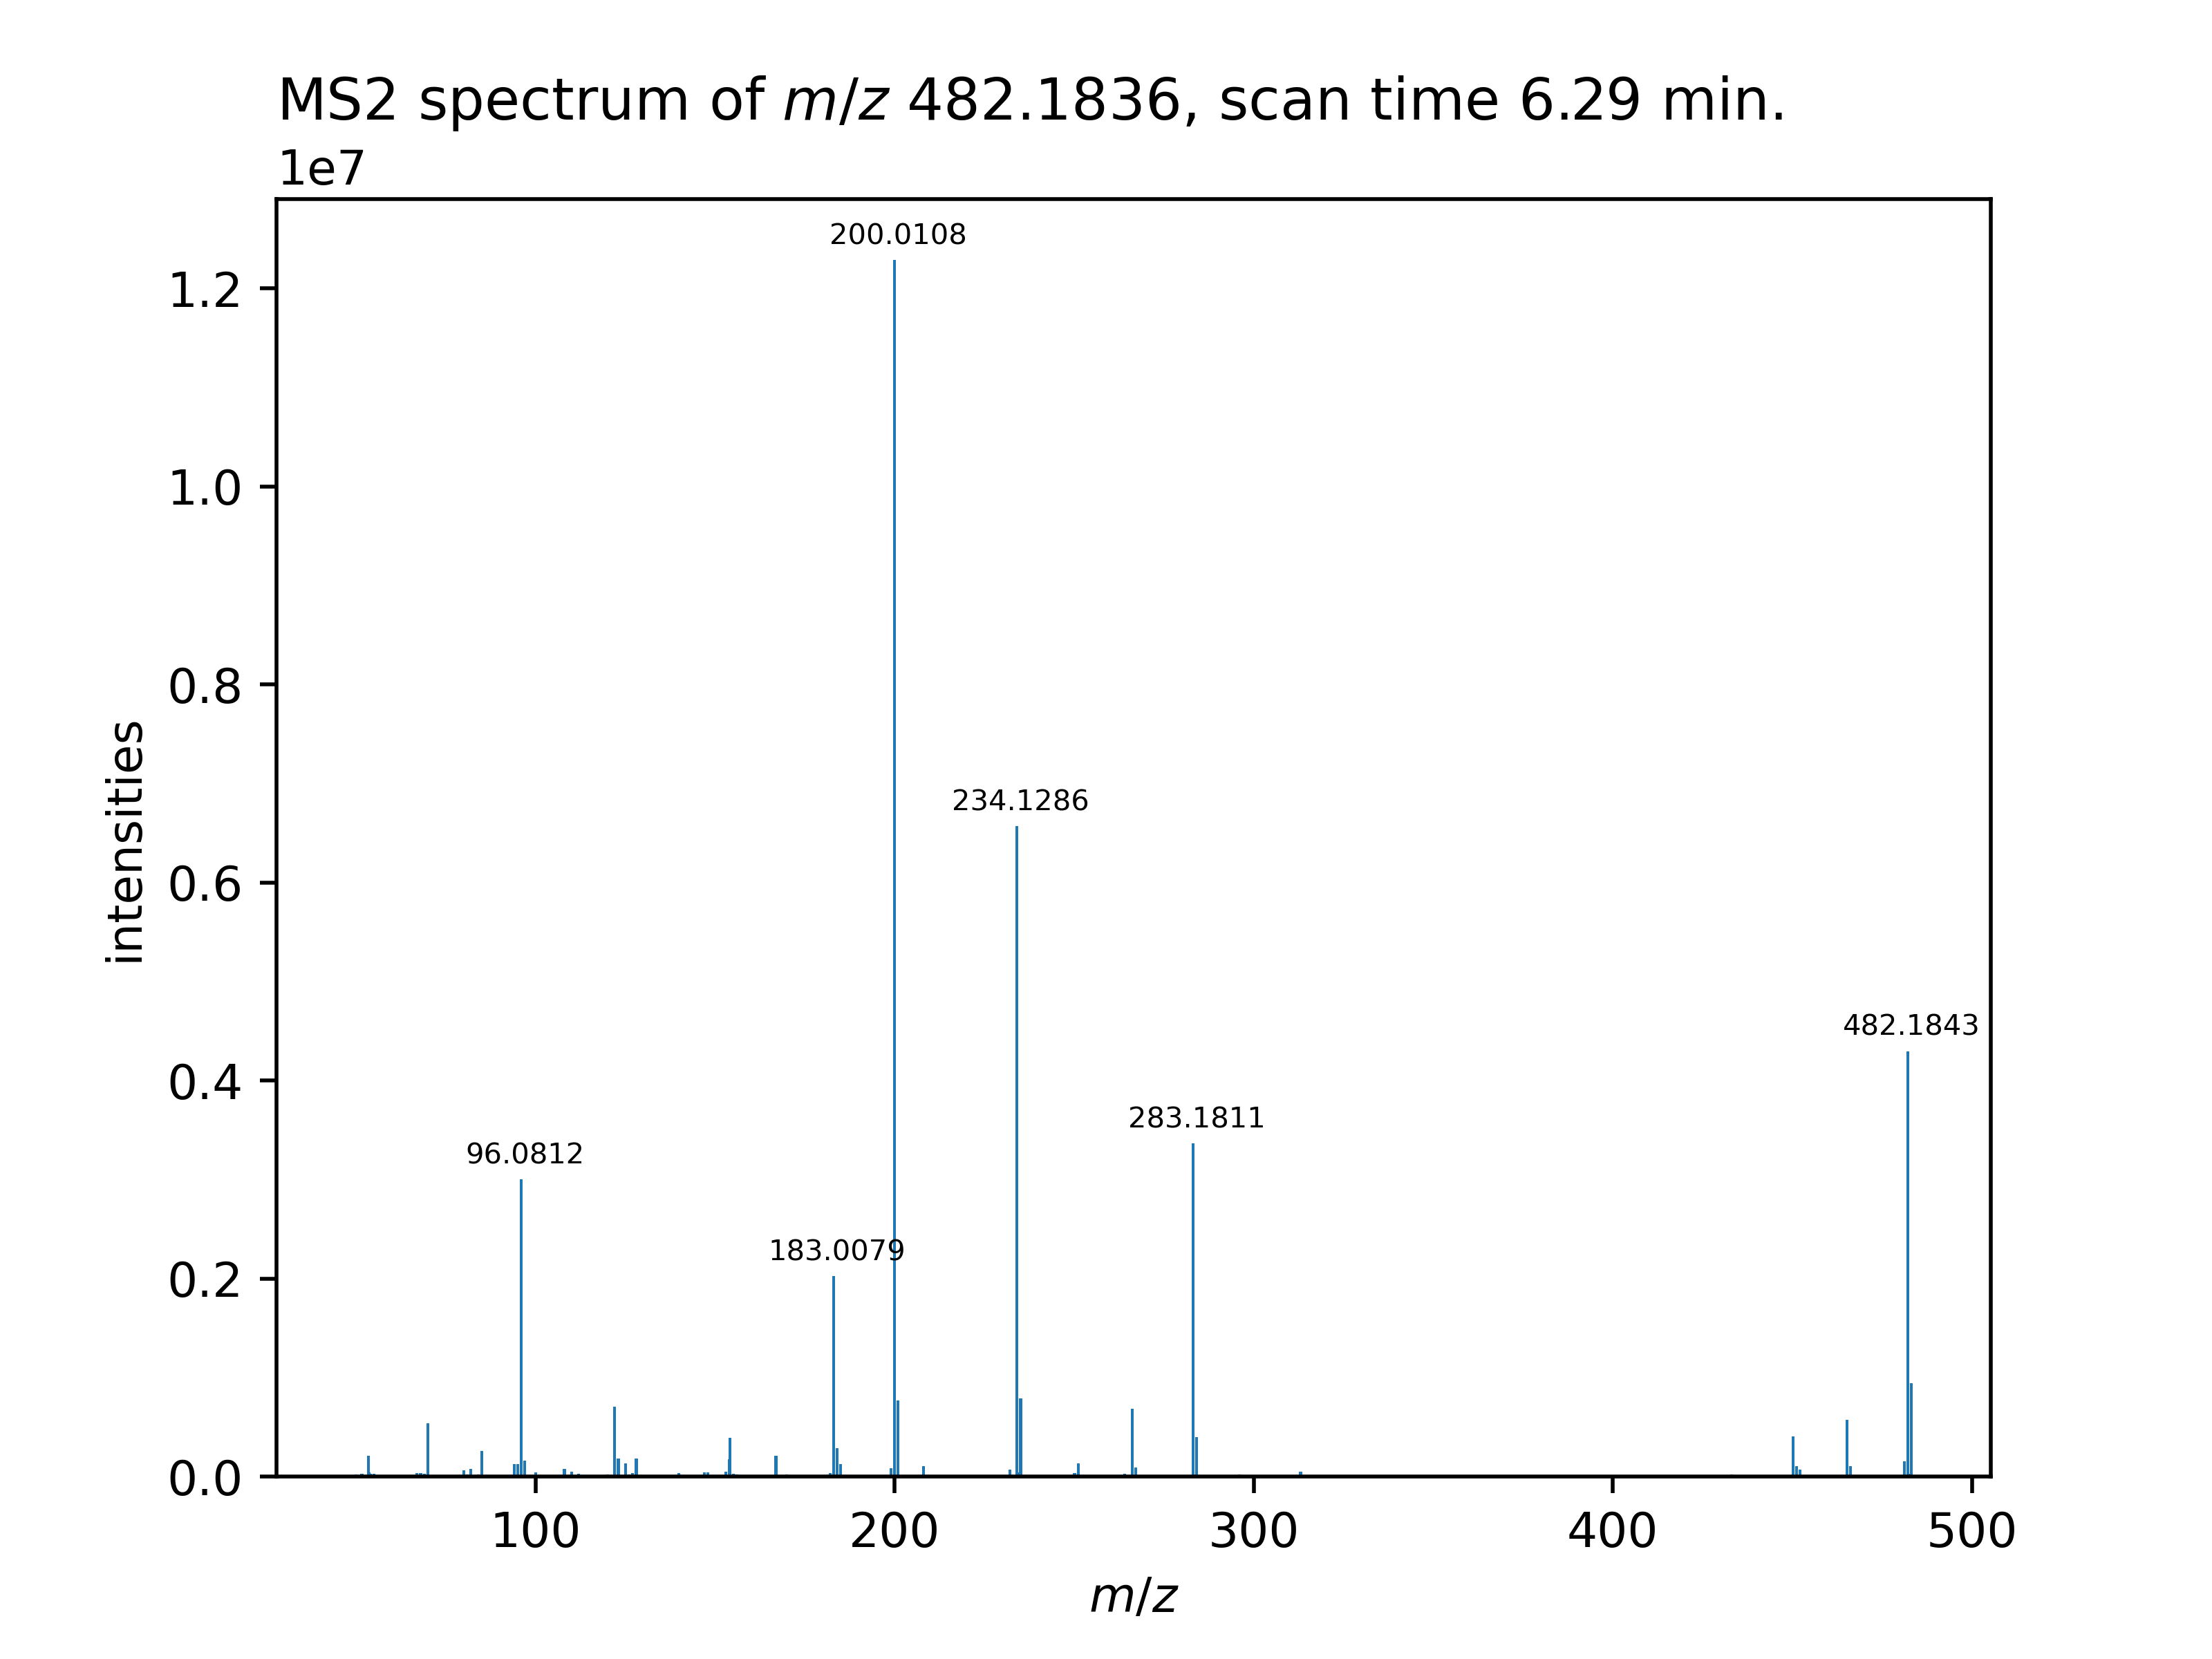 MS2 spectrum of m/z 482.1836, scan time 6.29 min.
1e7
200.0108
1.2
1.0
234.1286
0.8
0.6
482.1843
283.1811
0.4
96.0812
183.0079
0.2
0.0
100 200 300 400 500
intensities
m/z